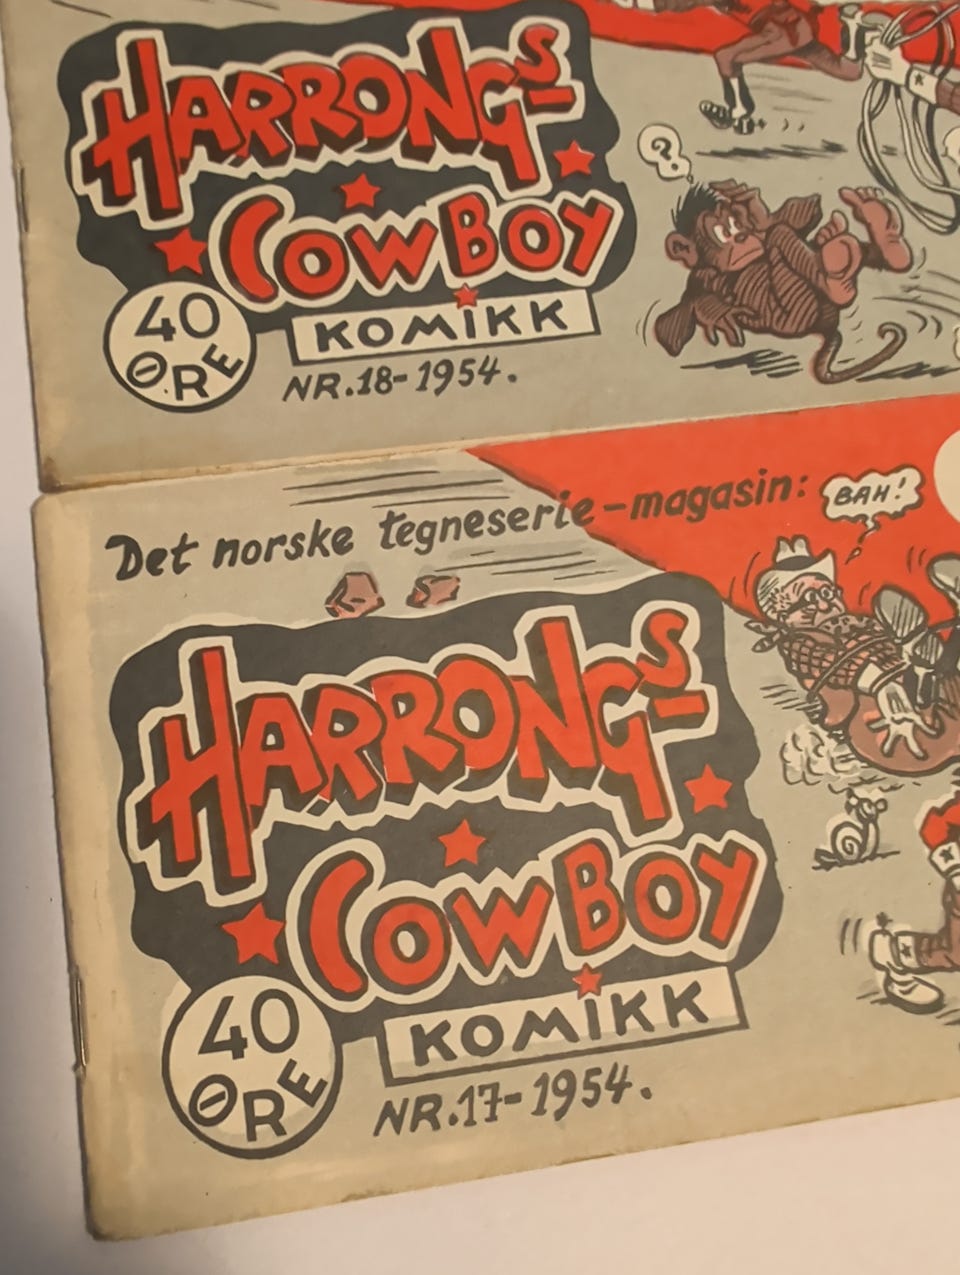 HARRONGS
COWBOY
KOMIKK
40
ØRE
NR.18-1954.
?
Det norske tegneserie-magasin:
BAH!
HARRONGS
COWBOY
KOMIKK
40
ØRE
NR.17-1954.